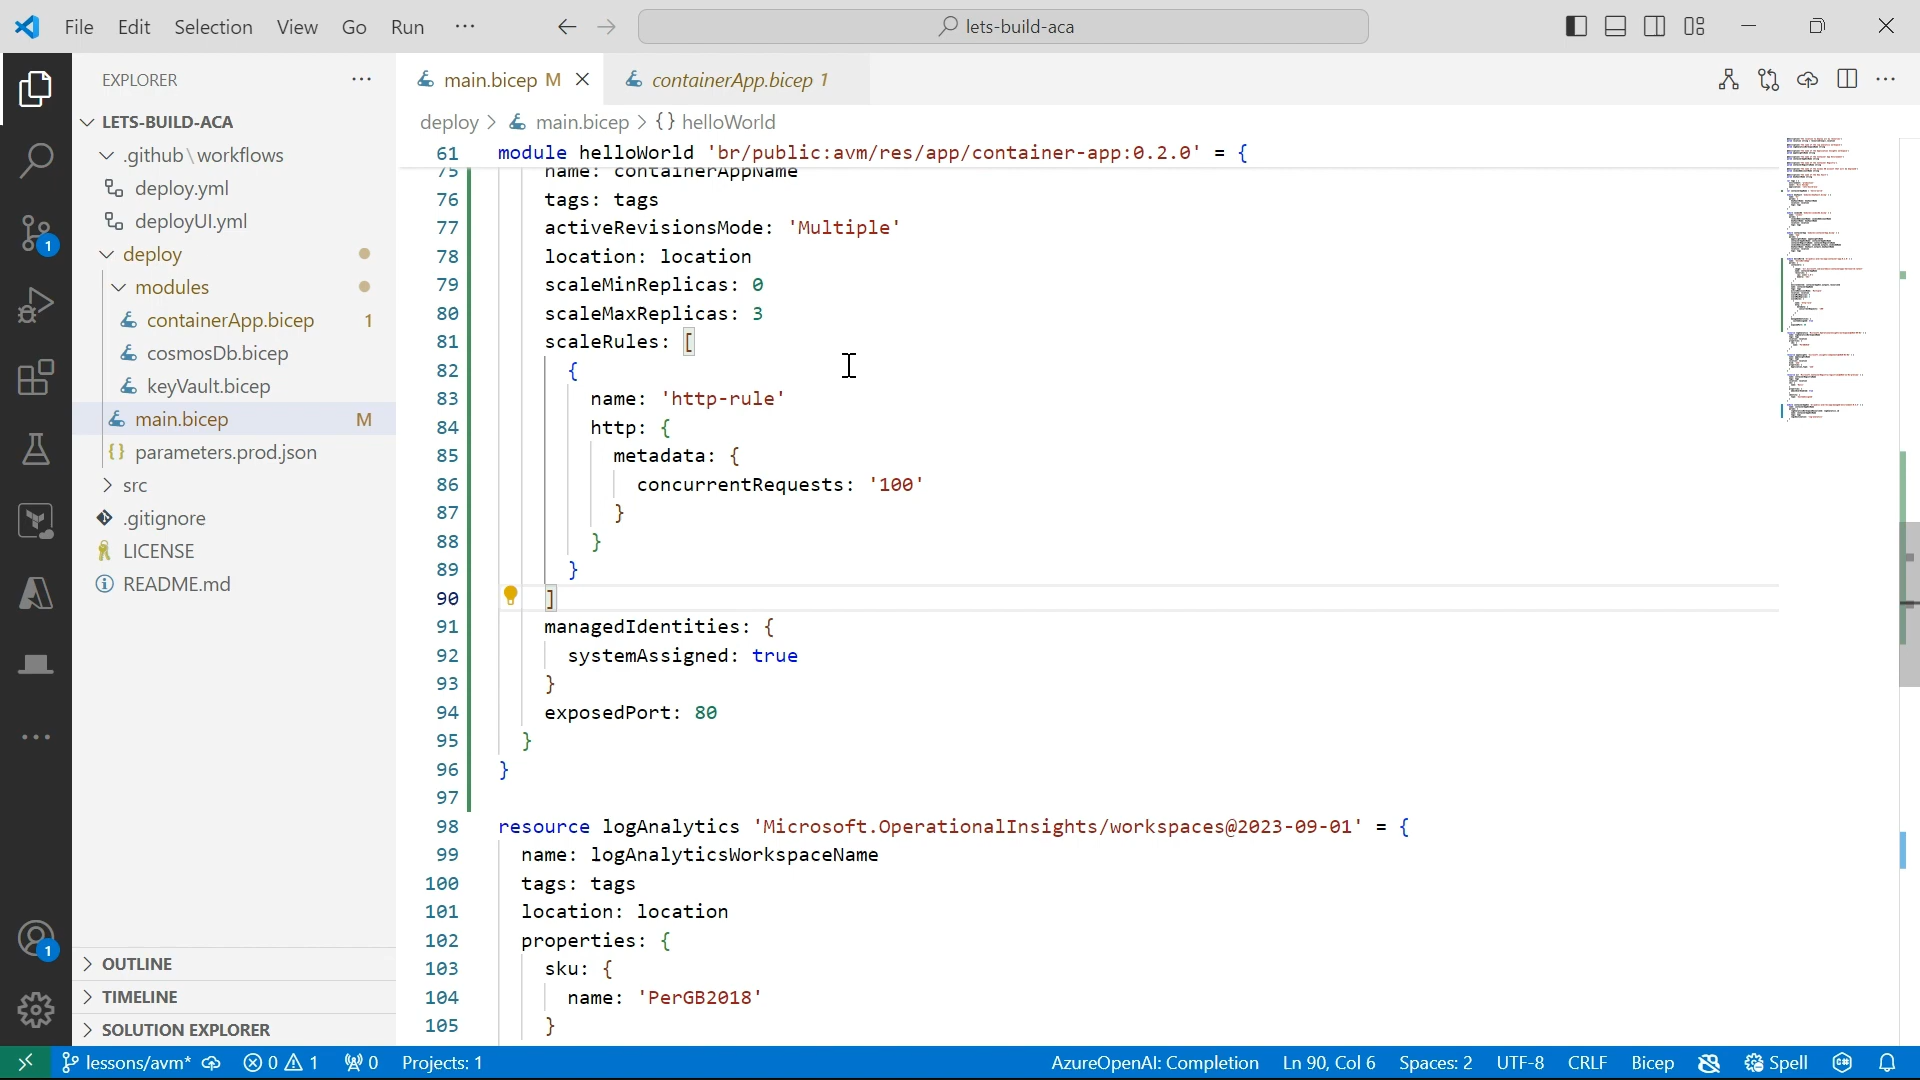 File Edit Selection View Go Run ···
lets-build-aca
EXPLORER
LETS-BUILD-ACA
.github\workflows
deploy.yml
deployUI.yml
deploy
modules
containerApp.bicep 1
cosmosDb.bicep
keyVault.bicep
main.bicep M
parameters.prod.json
src
.gitignore
LICENSE
README.md
OUTLINE
TIMELINE
SOLUTION EXPLORER
1
1
main.bicep M
containerApp.bicep 1
deploy > main.bicep > {} helloWorld
61 module helloWorld 'br/public:avm/res/app/container-app:0.2.0' = {
75 name: containerAppName
76 tags: tags
77 activeRevisionsMode: 'Multiple'
78 location: location
79 scaleMinReplicas: 0
80 scaleMaxReplicas: 3
81 scaleRules: [
82 {
83 name: 'http-rule'
84 http: {
85 metadata: {
86 concurrentRequests: '100'
87 }
88 }
89 }
90 ]
91 managedIdentities: {
92 systemAssigned: true
93 }
94 exposedPort: 80
95 }
96 }
97
98 resource logAnalytics 'Microsoft.OperationalInsights/workspaces@2023-09-01' = {
99 name: logAnalyticsWorkspaceName
100 tags: tags
101 location: location
102 properties: {
103 sku: {
104 name: 'PerGB2018'
105 }
lessons/avm* 0 1 0 Projects: 1 AzureOpenAI: Completion Ln 90, Col 6 Spaces: 2 UTF-8 CRLF Bicep Spell